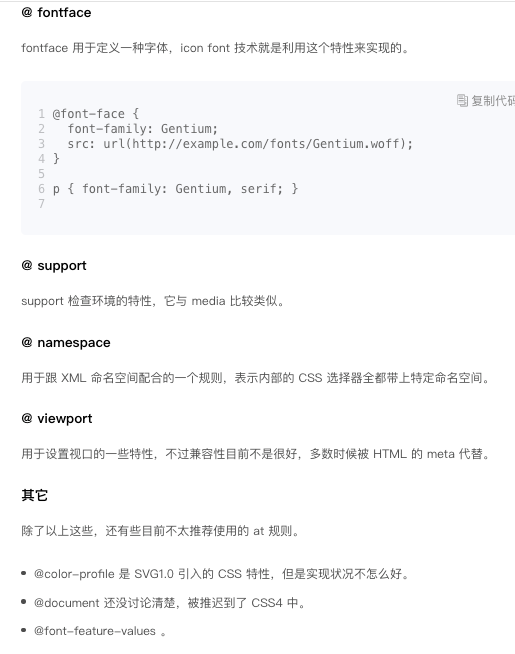 @ fontface
fontface 用于定义一种字体，icon font 技术就是利用这个特性来实现的。
复制代码
1 @font-face {
2   font-family: Gentium;
3   src: url(http://example.com/fonts/Gentium.woff);
4 }
5
6 p { font-family: Gentium, serif; }
7
@ support
support 检查环境的特性，它与 media 比较类似。
@ namespace
用于跟 XML 命名空间配合的一个规则，表示内部的 CSS 选择器全都带上特定命名空间。
@ viewport
用于设置视口的一些特性，不过兼容性目前不是很好，多数时候被 HTML 的 meta 代替。
其它
除了以上这些，还有些目前不太推荐使用的 at 规则。
• @color-profile 是 SVG1.0 引入的 CSS 特性，但是实现状况不怎么好。
• @document 还没讨论清楚，被推迟到了 CSS4 中。
• @font-feature-values 。